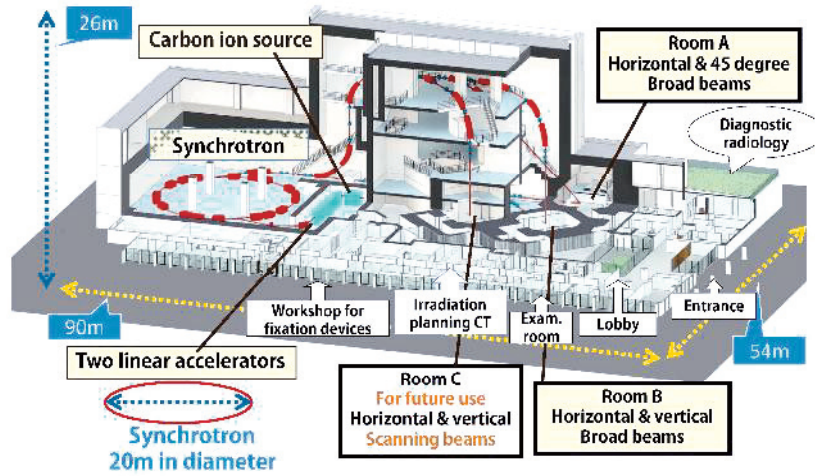 26m
Carbon ion source
Room A
Horizontal & 45 degree
Broad beams
Diagnostic
radiology
Synchrotron
90m
Workshop for
fixation devices
Irradiation
planning CT
Exam.
room
Lobby
Entrance
54m
Two linear accelerators
Room C
For future use
Horizontal & vertical
Scanning beams
Room B
Horizontal & vertical
Broad beams
Synchrotron
20m in diameter